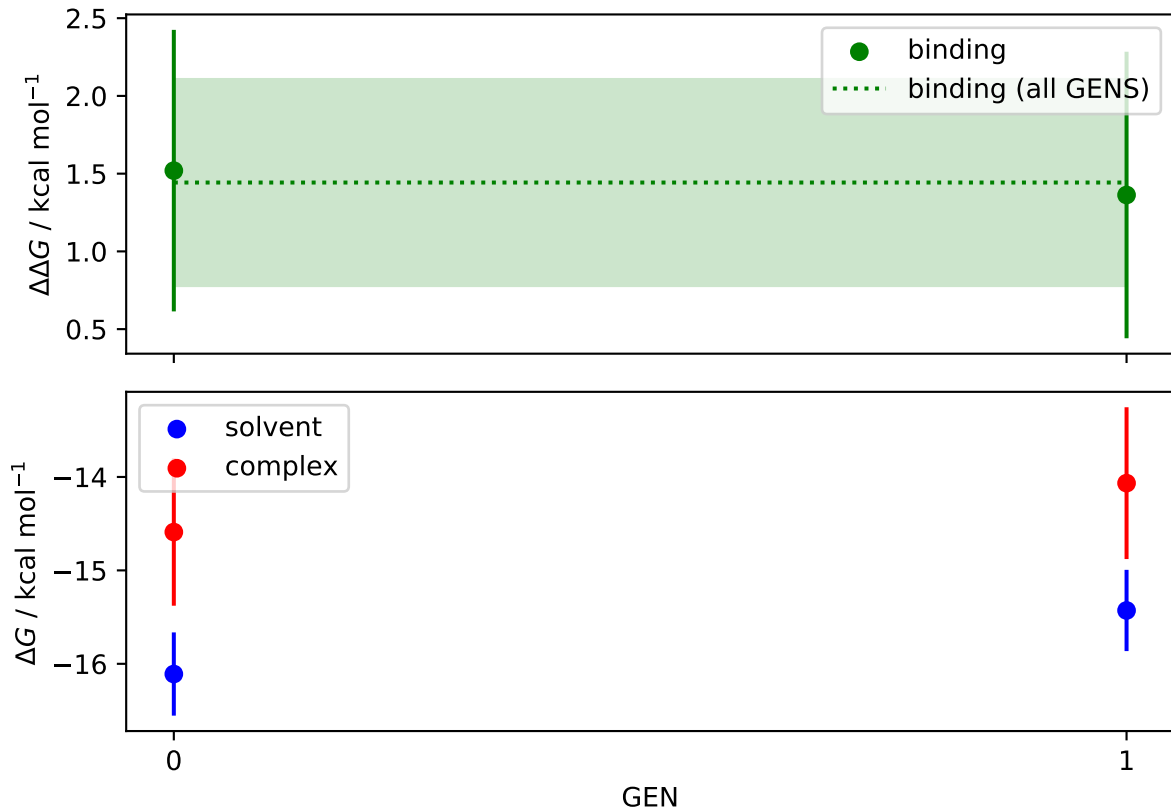 2.5
2.0
1.5
1.0
0.5
ΔΔG / kcal mol⁻¹
binding
binding (all GENS)
−14
−15
−16
ΔG / kcal mol⁻¹
solvent
complex
0
1
GEN